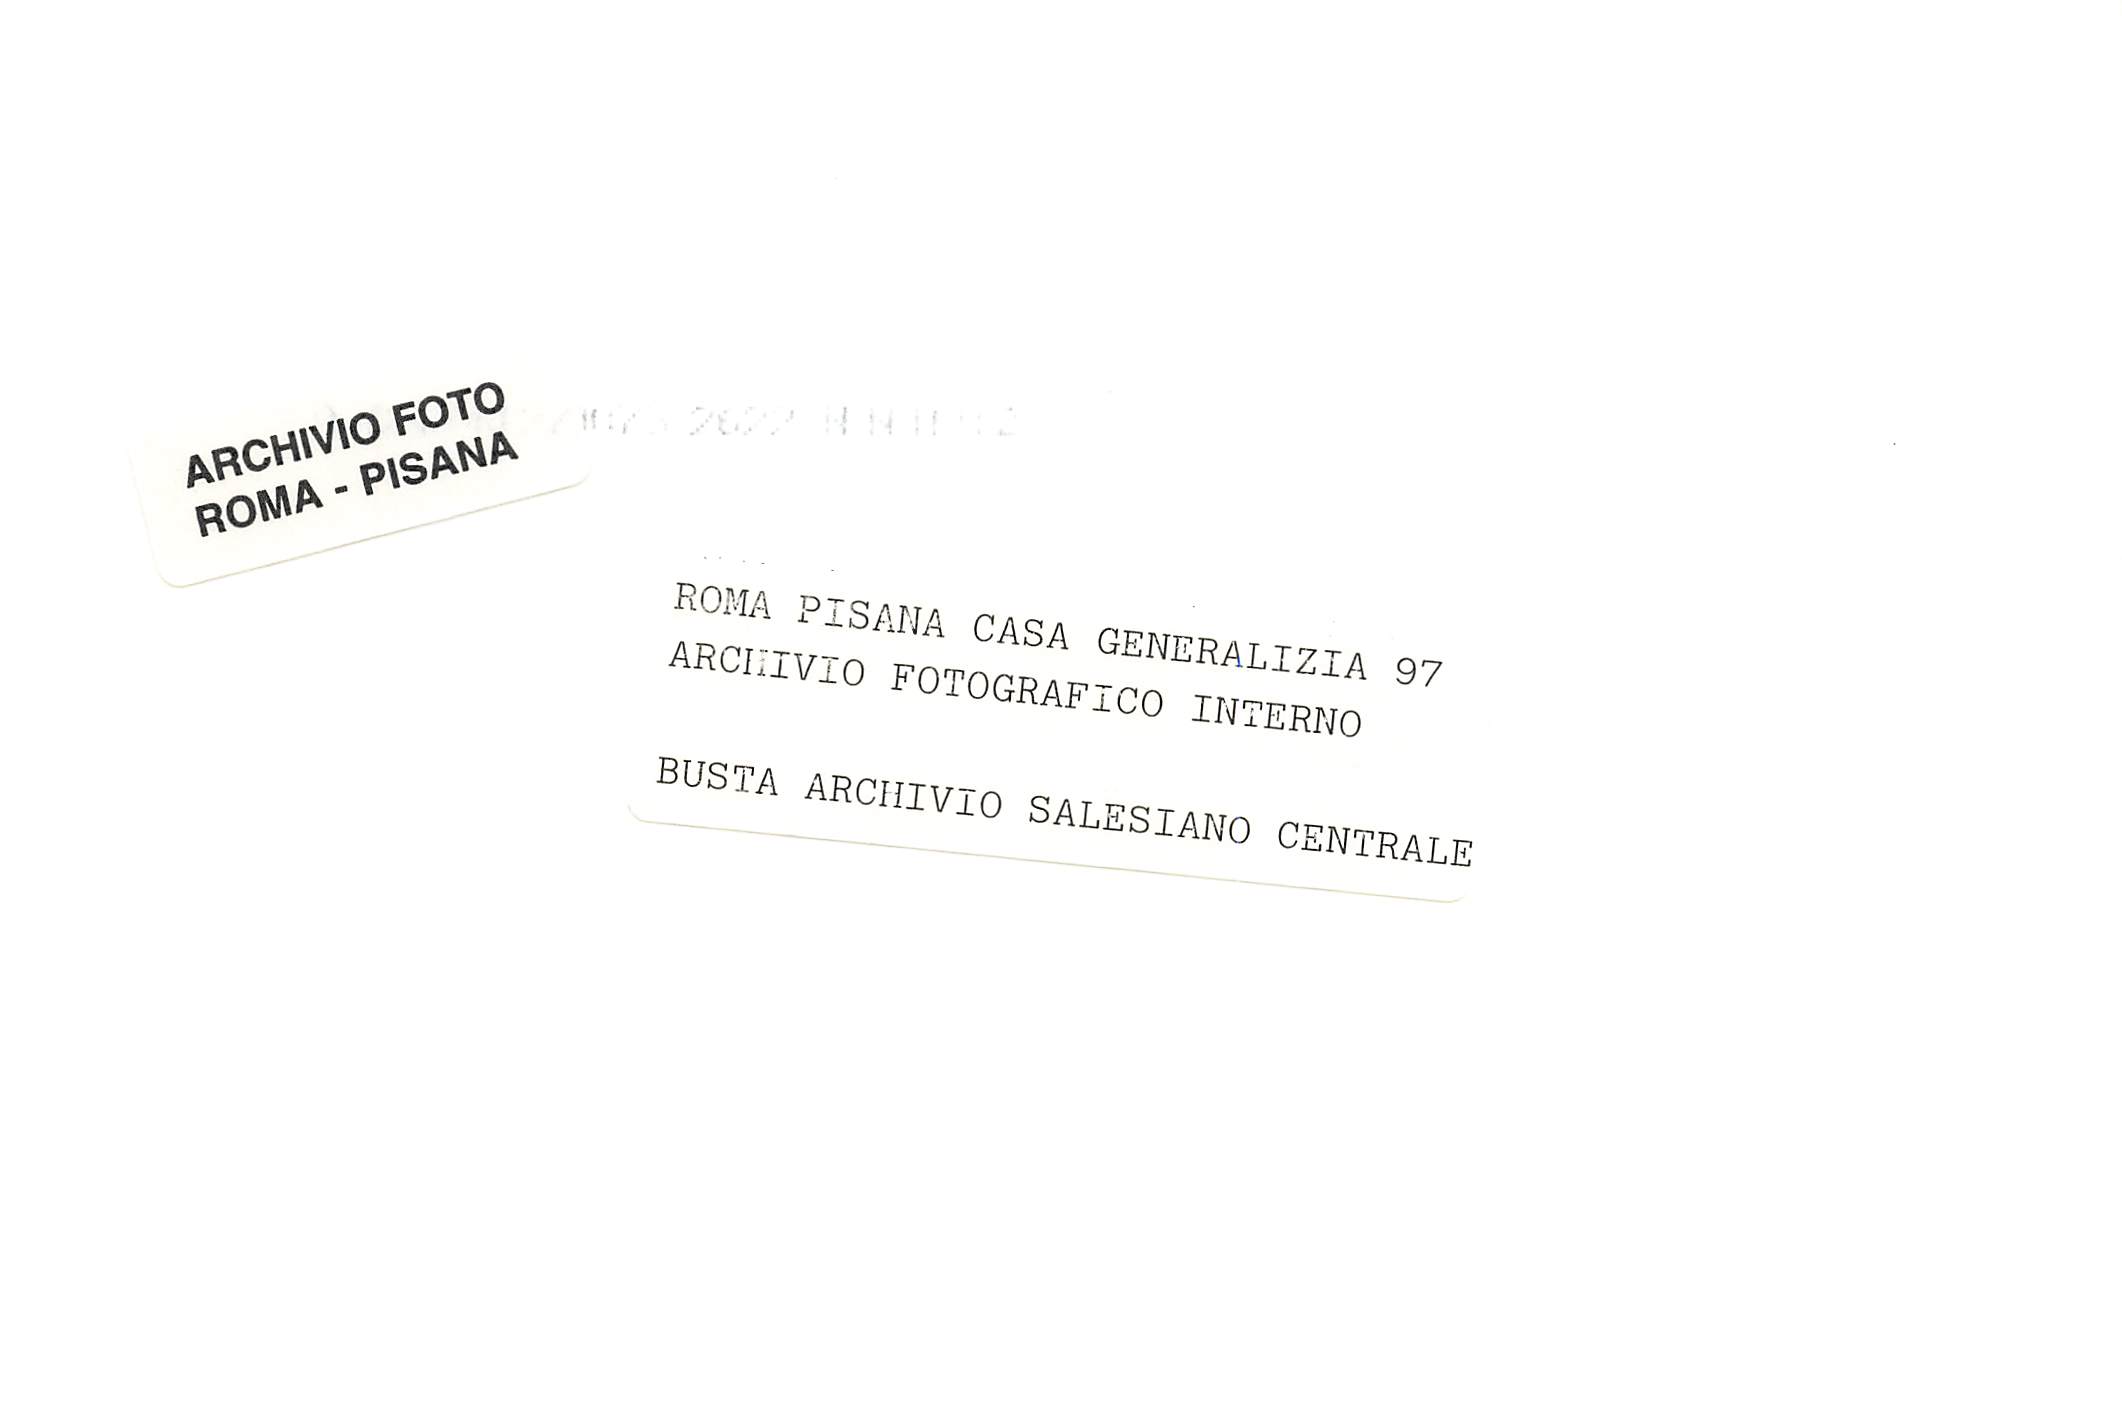 ARCHIVIO FOTO
ROMA - PISANA
ROMA PISANA CASA GENERALIZIA 97
ARCHIVIO FOTOGRAFICO INTERNO
BUSTA ARCHIVIO SALESIANO CENTRALE